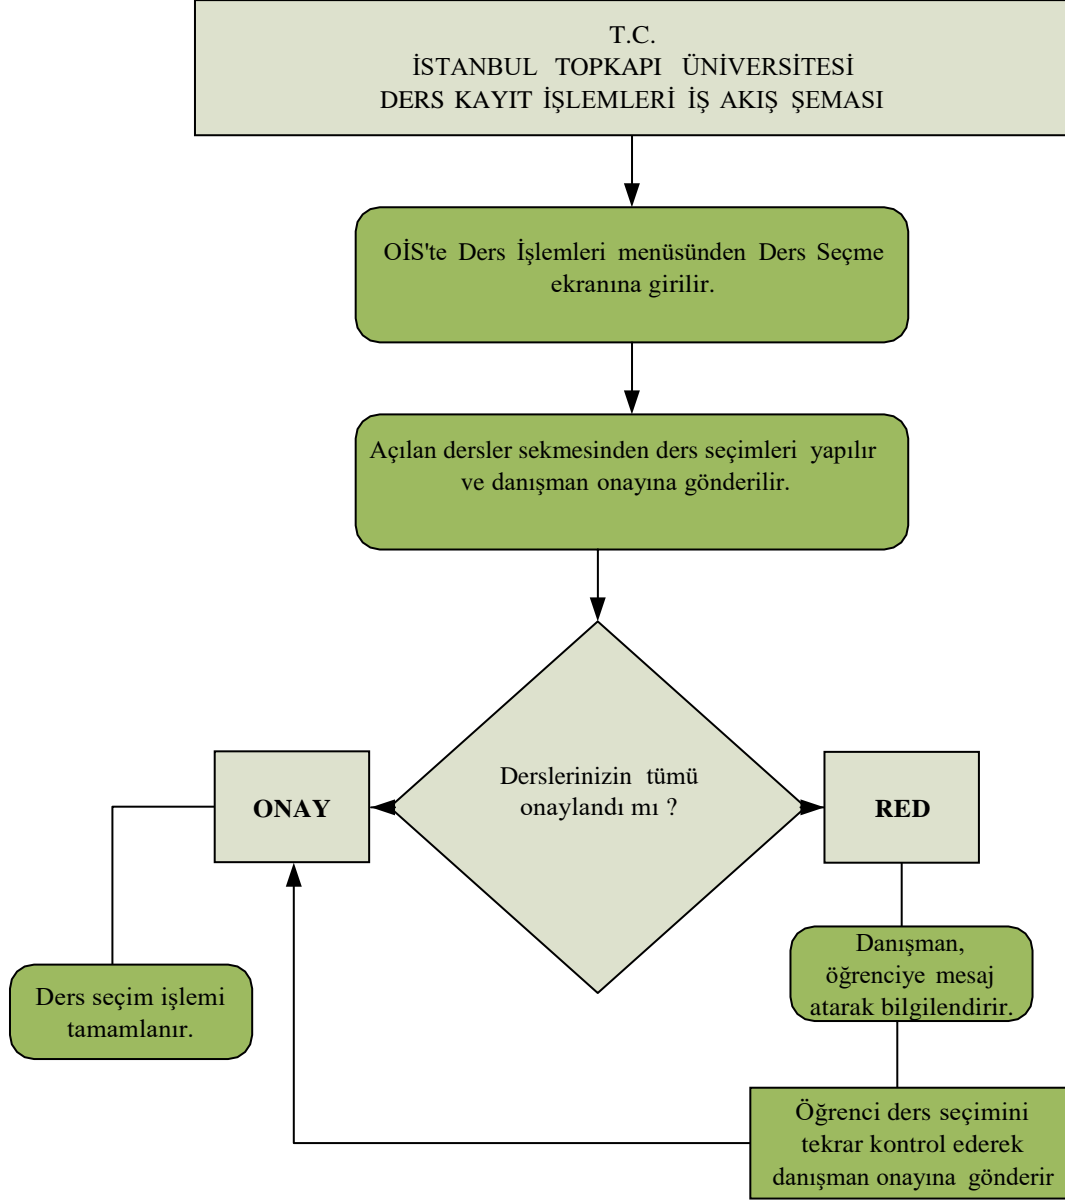 T.C.
İSTANBUL TOPKAPI ÜNİVERSİTESİ
DERS KAYIT İŞLEMLERİ İŞ AKIŞ ŞEMASI
OİS'te Ders İşlemleri menüsünden Ders Seçme
ekranına girilir.
Açılan dersler sekmesinden ders seçimleri yapılır
ve danışman onayına gönderilir.
Derslerinizin tümü
onaylandı mı ?
ONAY
RED
Ders seçim işlemi
tamamlanır.
Danışman,
öğrenciye mesaj
atarak bilgilendirir.
Öğrenci ders seçimini
tekrar kontrol ederek
danışman onayına gönderir